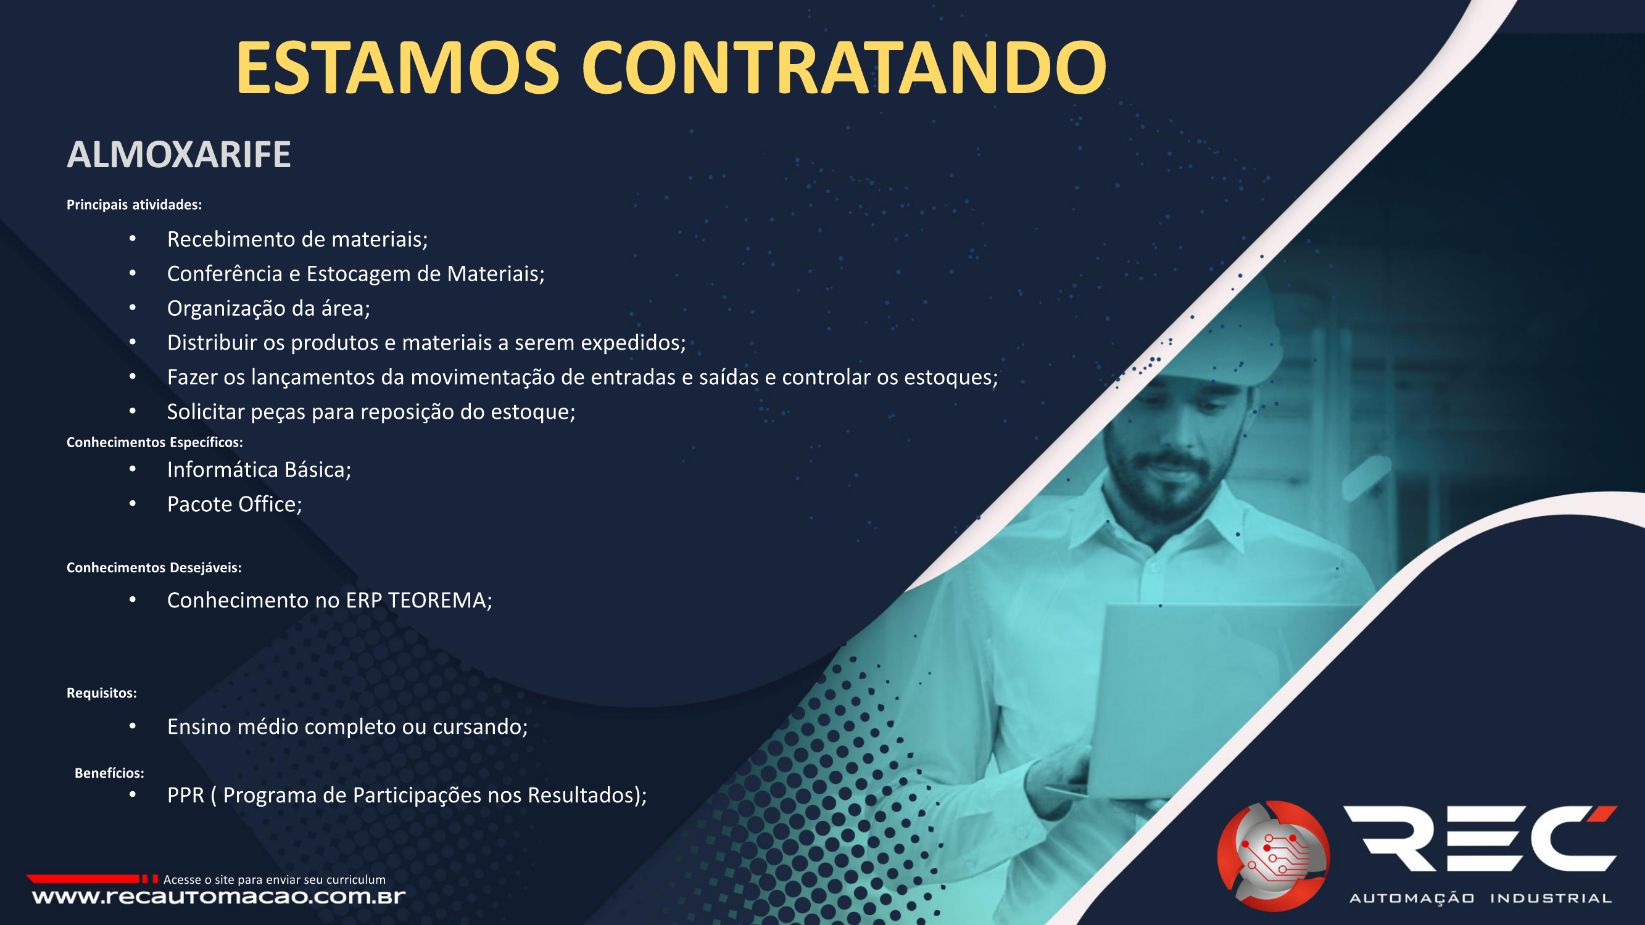 ESTAMOS CONTRATANDO
ALMOXARIFE
Principais atividades:
• Recebimento de materiais;
• Conferência e Estocagem de Materiais;
• Organização da área;
• Distribuir os produtos e materiais a serem expedidos;
• Fazer os lançamentos da movimentação de entradas e saídas e controlar os estoques;
• Solicitar peças para reposição do estoque;
Conhecimentos Específicos:
• Informática Básica;
• Pacote Office;
Conhecimentos Desejáveis:
• Conhecimento no ERP TEOREMA;
Requisitos:
• Ensino médio completo ou cursando;
Benefícios:
• PPR ( Programa de Participações nos Resultados);
Acesse o site para enviar seu curriculum
www.recautomacao.com.br
REC
AUTOMAÇÃO INDUSTRIAL